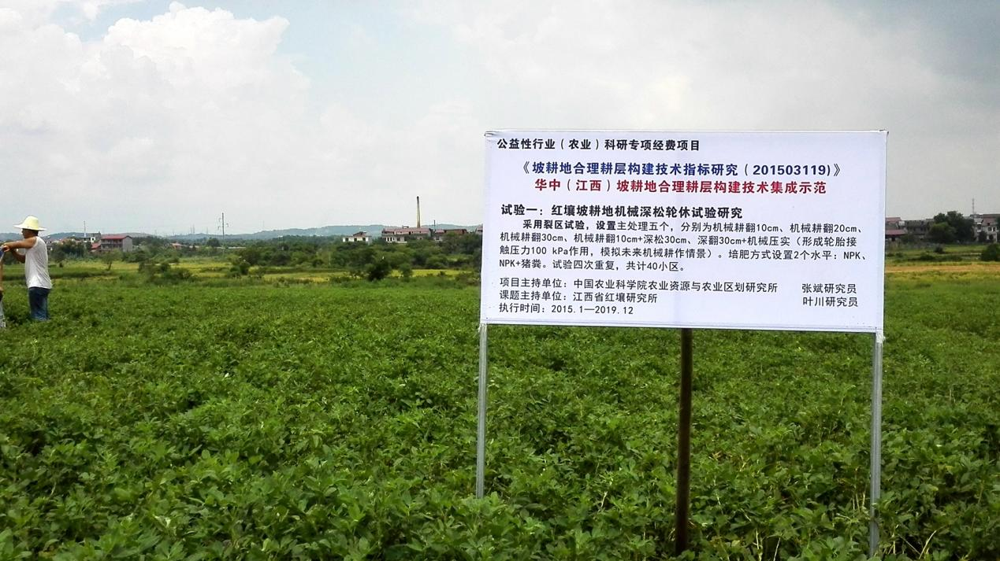 公益性行业（农业）科研专项经费项目
《坡耕地合理耕层构建技术指标研究（201503119)》
华中（江西）坡耕地合理耕层构建技术集成示范
试验一：红壤坡耕地机械深松轮休试验研究
采用裂区试验，设置主处理五个，分别为机械耕翻10cm、机械耕翻20cm、
机械耕翻30cm、机械耕翻10cm+深松30cm、深翻30cm+机械压实（形成轮胎接
触压力100 kPa作用，模拟未来机械耕作情景）。培肥方式设置2个水平：NPK、
NPK+猪粪。试验四次重复，共计40小区。
项目主持单位：中国农业科学院农业资源与农业区划研究所 张斌研究员
课题主持单位：江西省红壤研究所 叶川研究员
执行时间：2015.1—2019.12